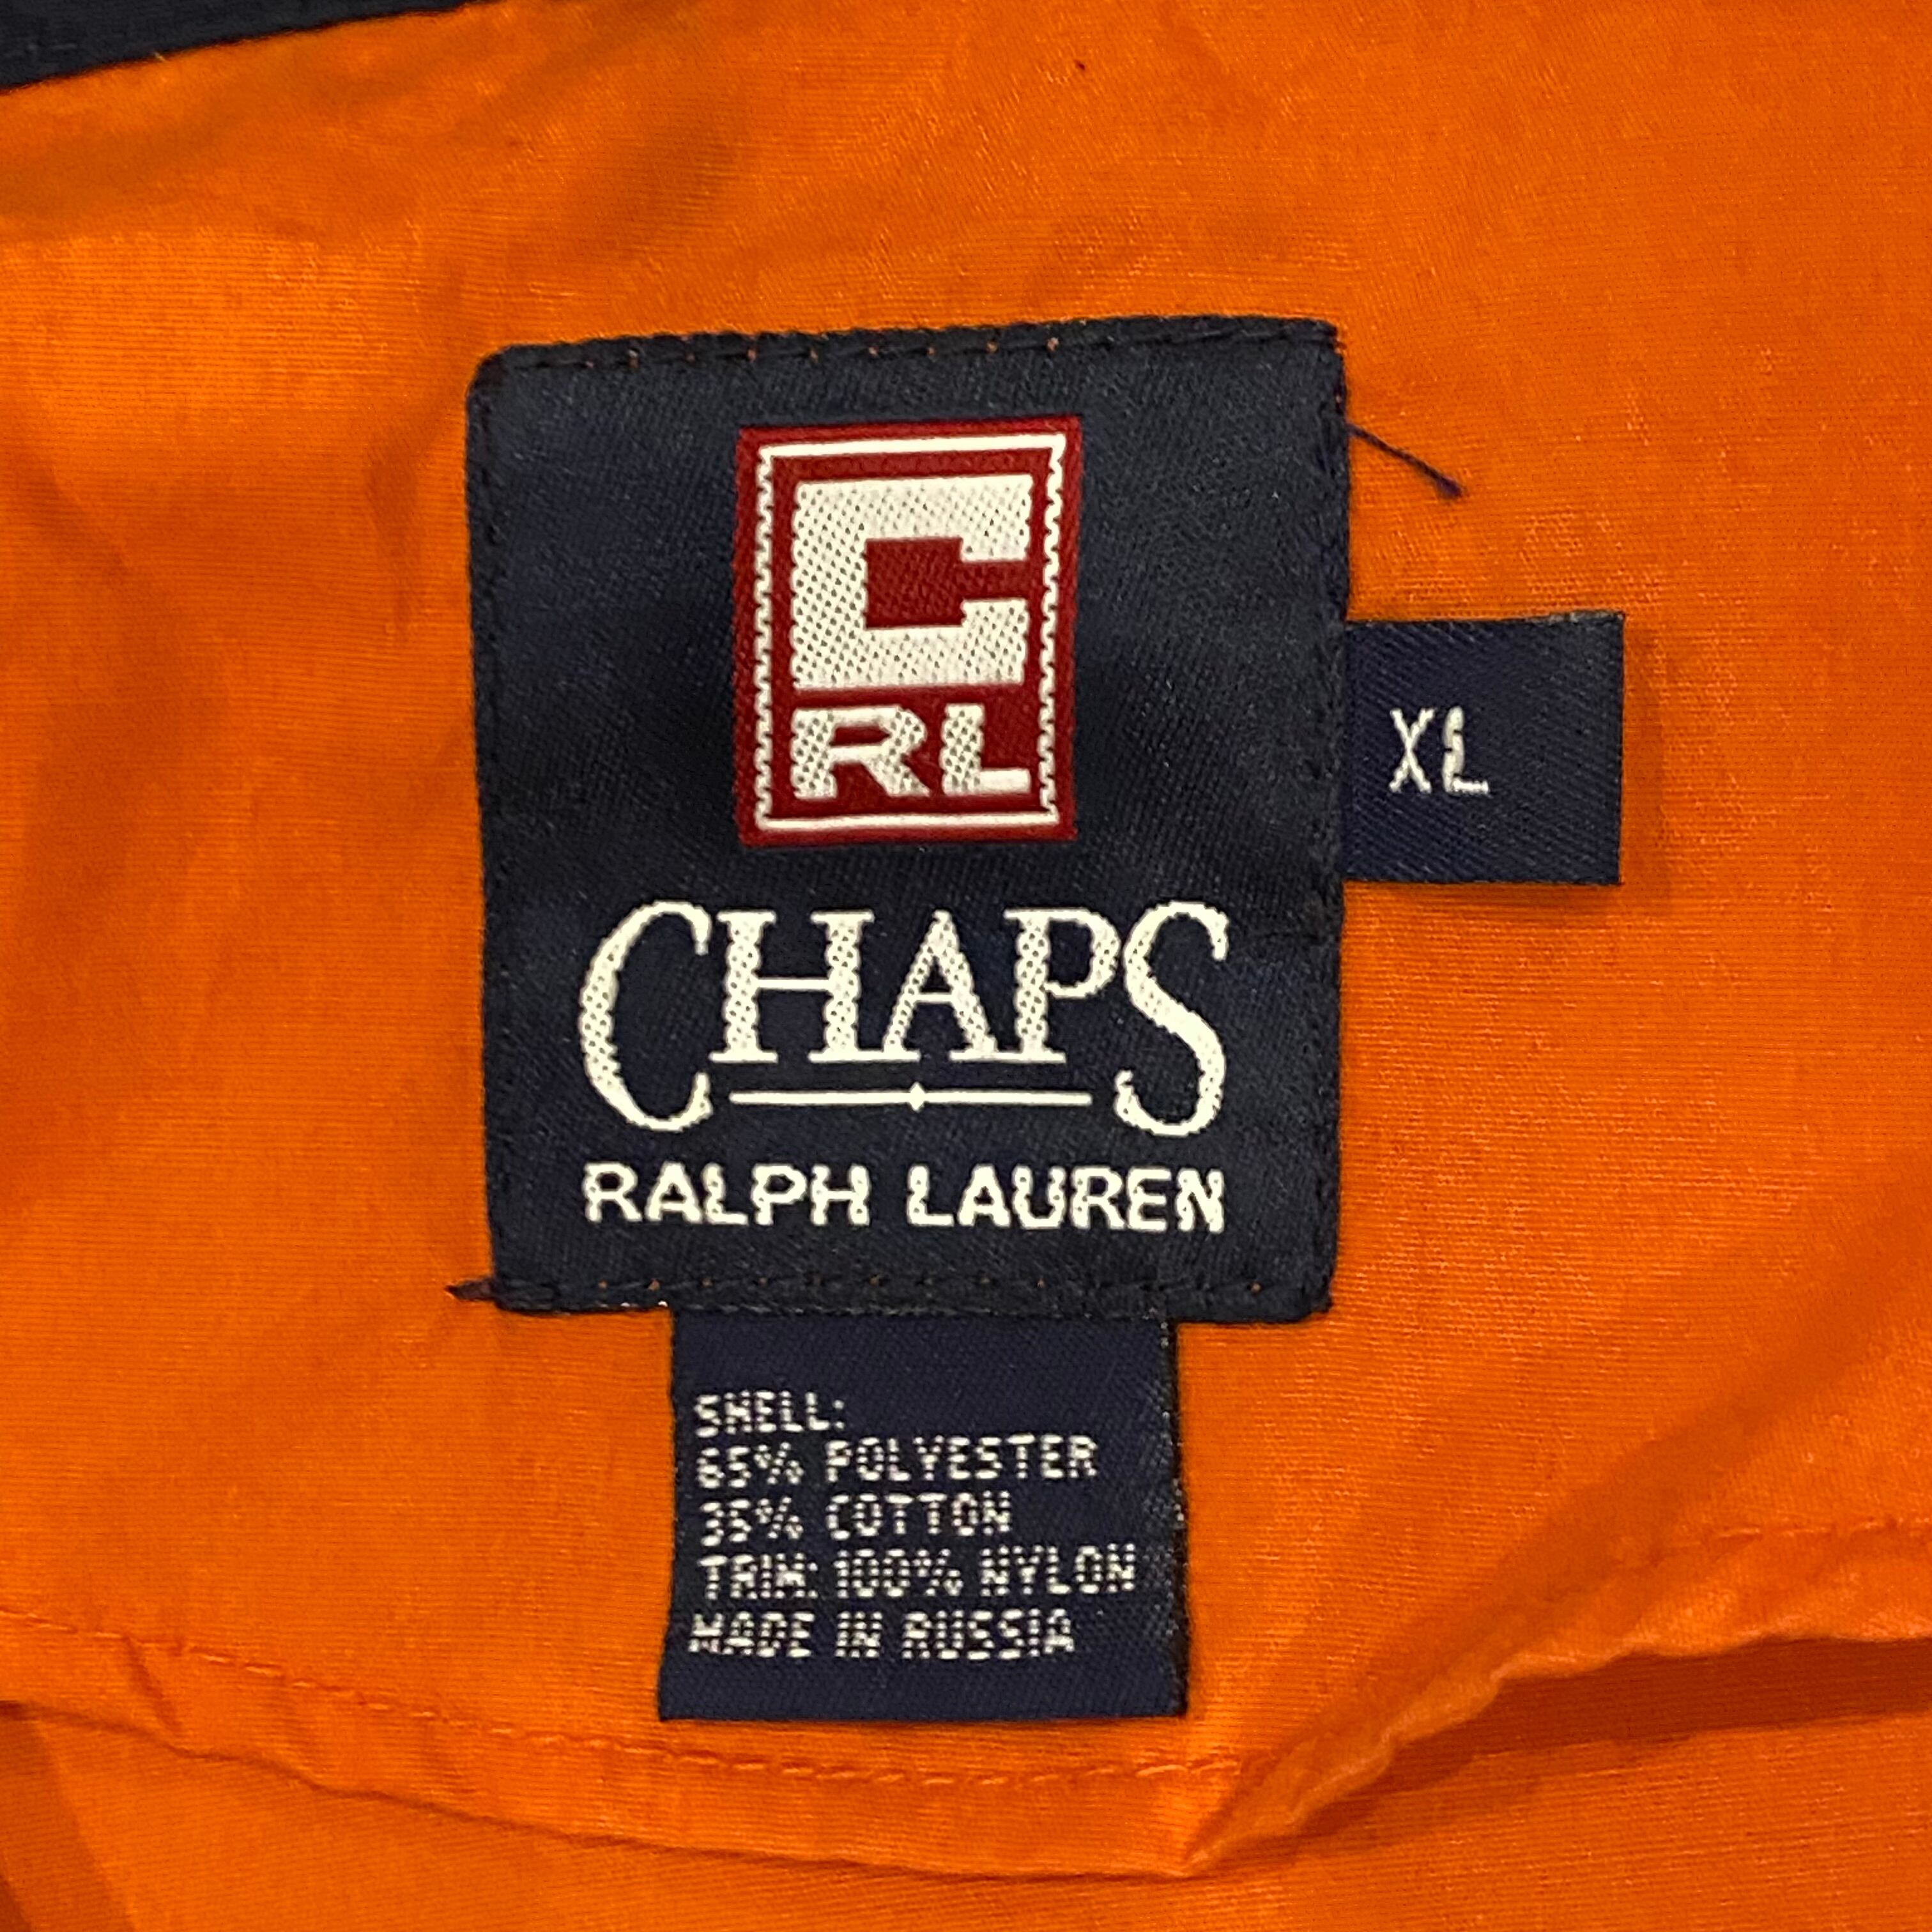 C
RL
CHAPS
RALPH LAUREN
XL
SHELL:
65% POLYESTER
35% COTTON
TRIM: 100% NYLON
MADE IN RUSSIA